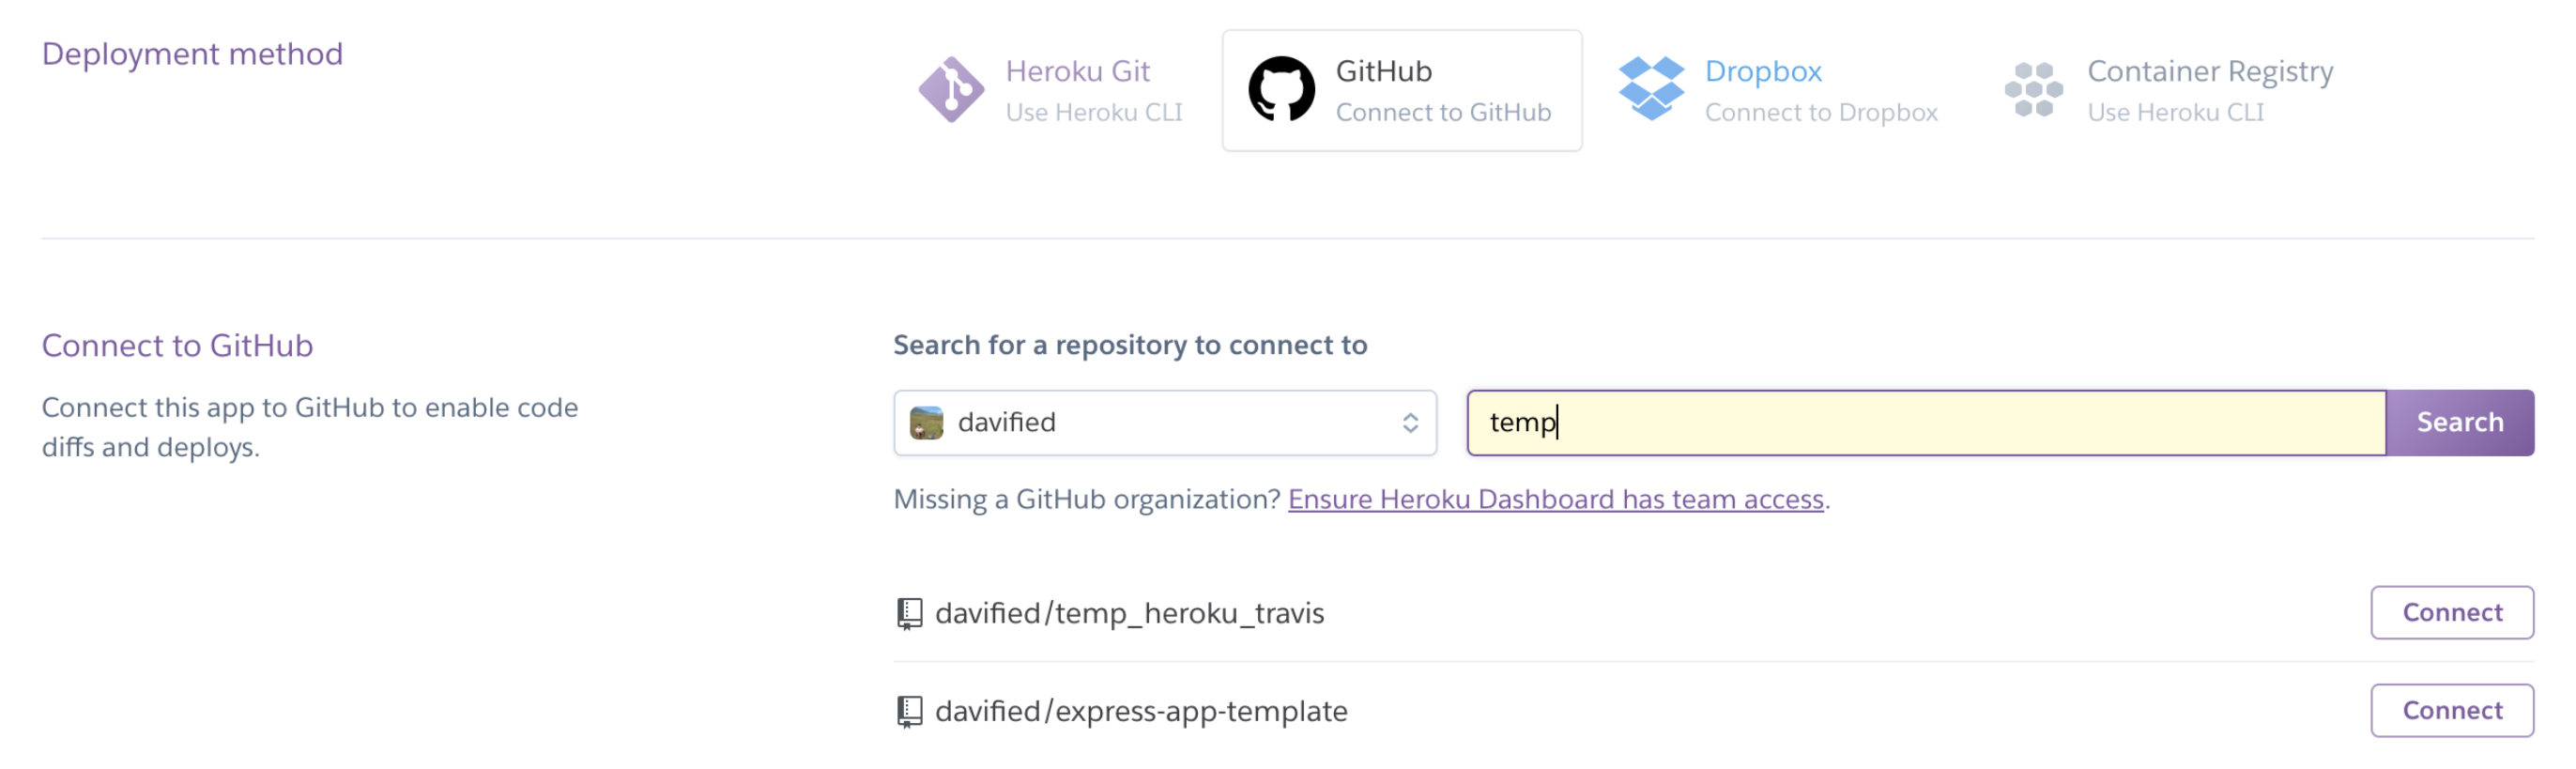 Deployment method
Heroku Git
Use Heroku CLI
GitHub
Connect to GitHub
Dropbox
Connect to Dropbox
Container Registry
Use Heroku CLI
Connect to GitHub
Connect this app to GitHub to enable code
diffs and deploys.
Search for a repository to connect to
davified
temp
Search
Missing a GitHub organization? Ensure Heroku Dashboard has team access.
davified/temp_heroku_travis
Connect
davified/express-app-template
Connect